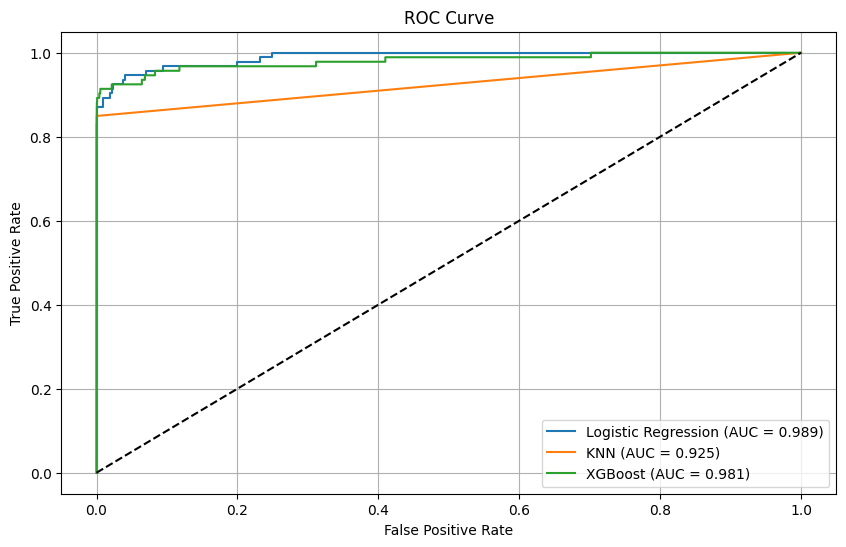 ROC Curve
True Positive Rate
1.0
0.8
0.6
0.4
0.2
0.0
0.0 0.2 0.4 0.6 0.8 1.0
False Positive Rate
Logistic Regression (AUC = 0.989)
KNN (AUC = 0.925)
XGBoost (AUC = 0.981)